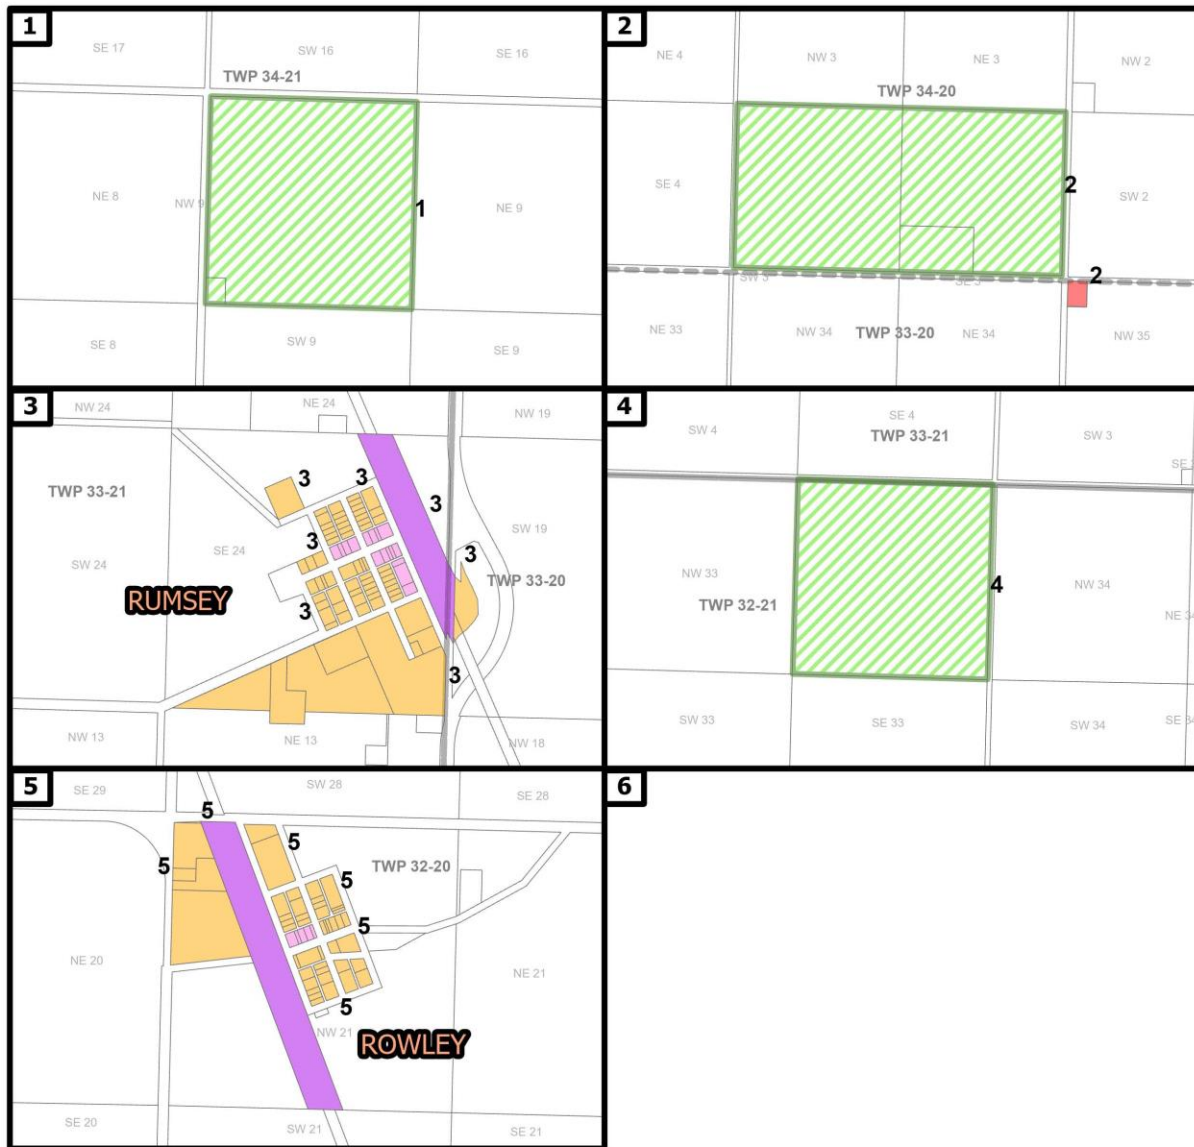 1
SE 17
SW 16
SE 16
TWP 34-21
NE 8
NW 9
1
NE 9
SE 8
SW 9
SE 9
2
NE 4
NW 3
NE 3
NW 2
TWP 34-20
SE 4
2
SW 2
SW 3
SE 3
2
NE 33
NW 34
TWP 33-20
NE 34
NW 35
3
NW 24
NE 24
NW 19
TWP 33-21
3
3
3
SW 19
SW 24
SE 24
3
3
TWP 33-20
RUMSEY
3
3
NW 13
NE 13
NW 18
4
SW 4
SE 4
TWP 33-21
SW 3
NW 33
TWP 32-21
4
NW 34
SW 33
SE 33
SW 34
5
SE 29
SW 28
SE 28
5
5
5
TWP 32-20
5
5
NE 20
NE 21
5
NW 21
ROWLEY
SE 20
SW 21
SE 21
6